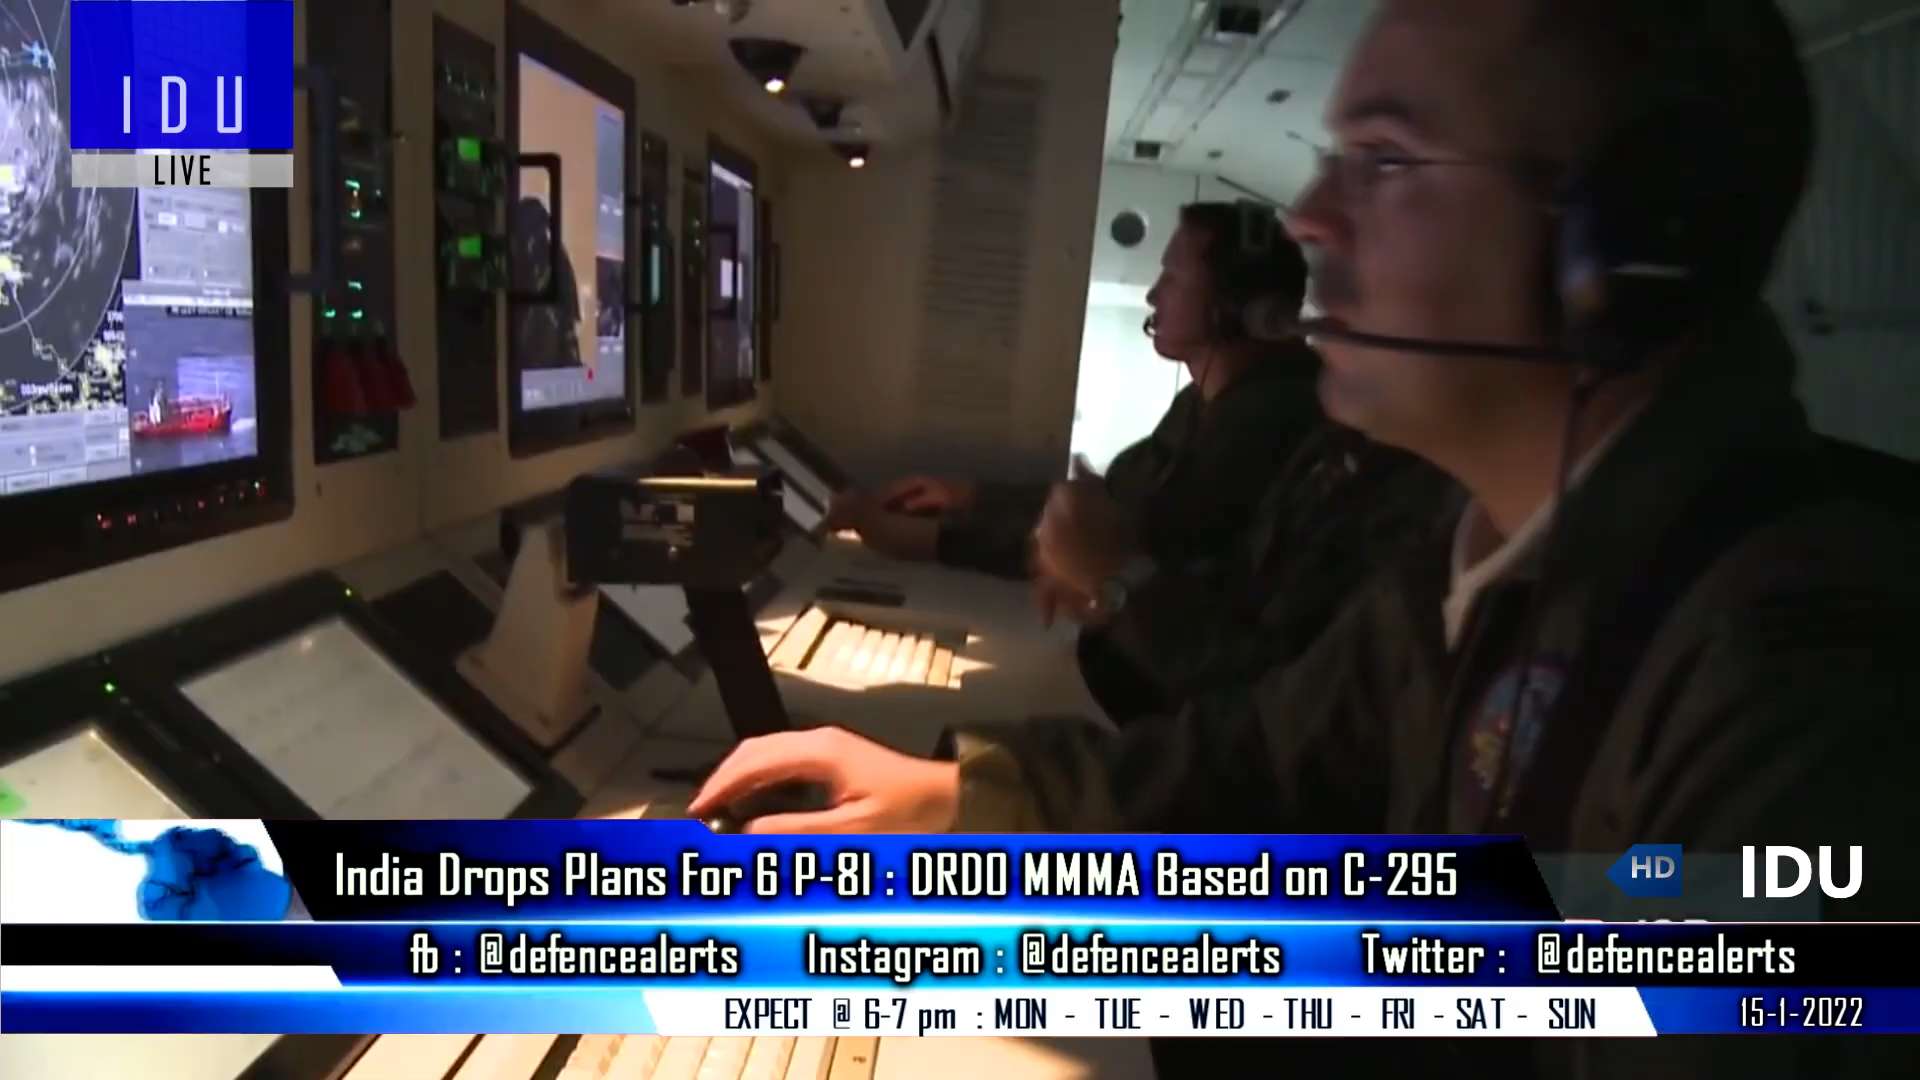 IDU
LIVE
India Drops Plans For 6 P-8I : DRDO MMMA Based on C-295
HD
IDU
fb : @defencealerts Instagram : @defencealerts Twitter : @defencealerts
EXPECT @ 6-7 pm : MON - TUE - WED - THU - FRI - SAT - SUN
15-1-2022